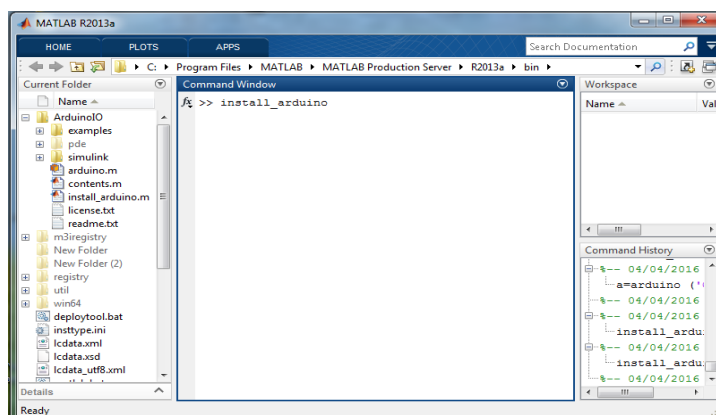 MATLAB R2013a
HOME PLOTS APPS Search Documentation
C: Program Files MATLAB MATLAB Production Server R2013a bin
Current Folder
Name
ArduinoIO
examples
pde
simulink
arduino.m
contents.m
install_arduino.m
license.txt
readme.txt
m3iregistry
New Folder
New Folder (2)
registry
util
win64
deploytool.bat
insttype.ini
lcdata.xml
lcdata.xsd
lcdata_utf8.xml
Details
Ready
Command Window
fx >> install_arduino
Workspace
Name Val
Command History
%-- 04/04/2016
a=arduino ('
%-- 04/04/2016
%-- 04/04/2016
install_ardu
%-- 04/04/2016
install_ardu
%-- 04/04/2016